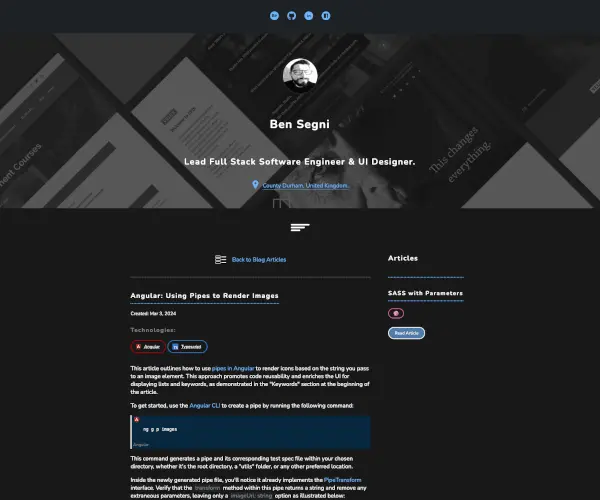 Ben Segni
Lead Full Stack Software Engineer & UI Designer.
County Durham, United Kingdom.
This changes
everything.
Back to Blog Articles
Articles
Angular: Using Pipes to Render Images
SASS with Parameters
Created: Mar 3, 2024
Read Article
Technologies:
Angular
Typescript
This article outlines how to use pipes in Angular to render icons based on the string you pass
to an image element. This approach promotes code reusability and enriches the UI for
displaying lists and keywords, as demonstrated in the "Keywords" section at the beginning of
the article.
To get started, use the Angular CLI to create a pipe by running the following command:
ng g p images
Angular
This command generates a pipe and its corresponding test spec file within your chosen
directory, whether it's the root directory, a "utils" folder, or any other preferred location.
Inside the newly generated pipe file, you'll notice it already implements the PipeTransform
interface. Verify that the transform method within this pipe returns a string and remove any
extraneous parameters, leaving only a imageUri: string option as illustrated below: